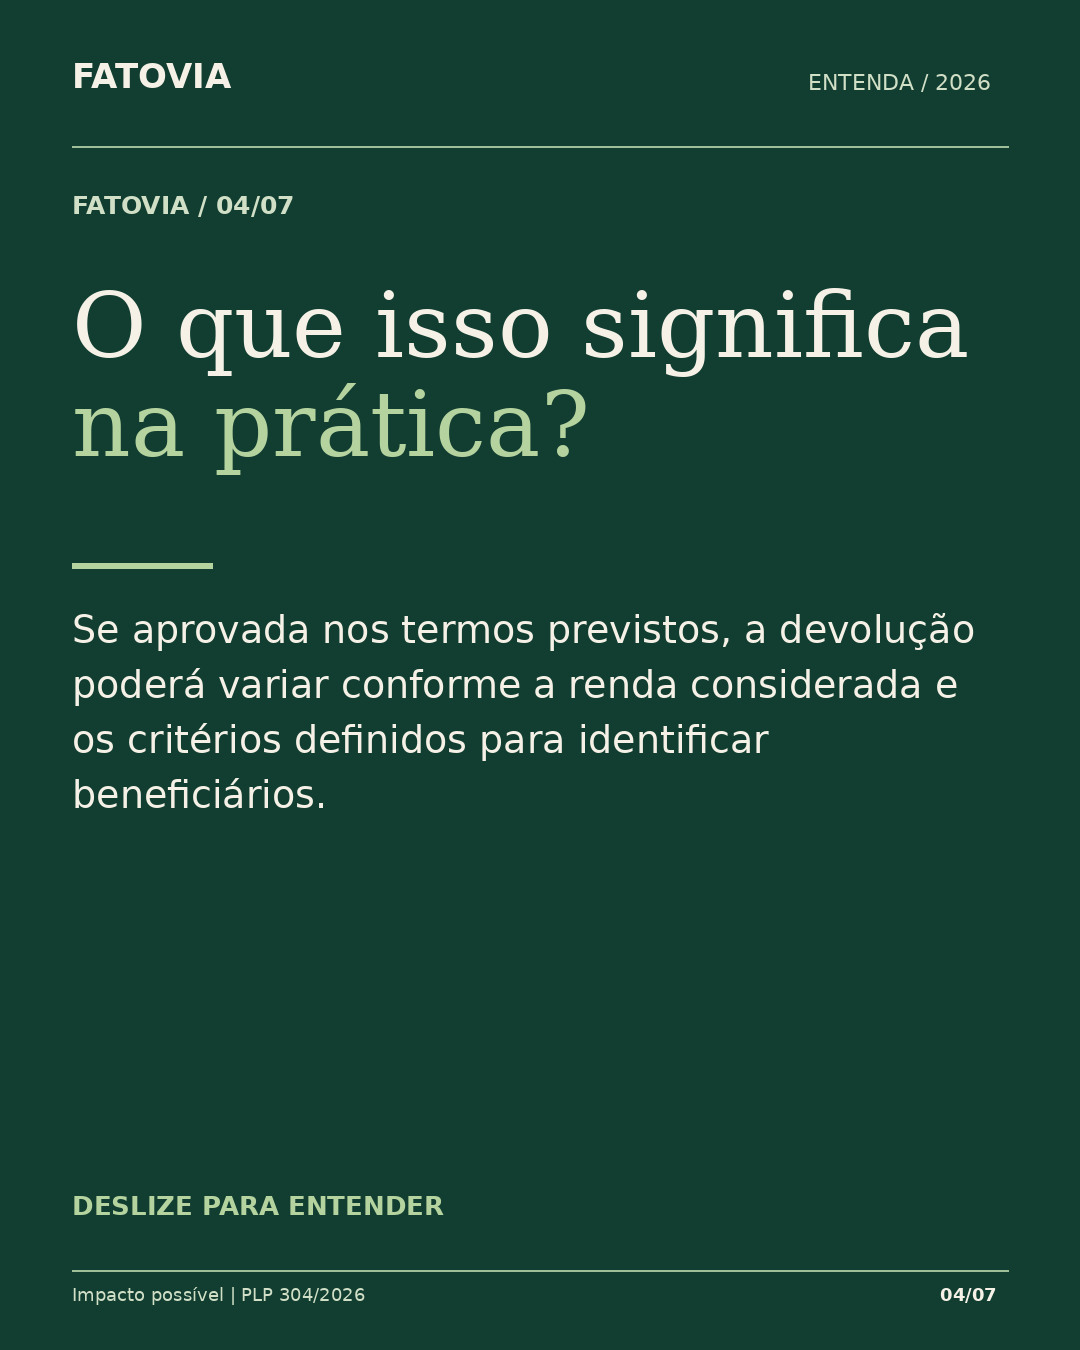 FATOVIA
ENTENDA / 2026
FATOVIA / 04/07
O que isso significa
na prática?
Se aprovada nos termos previstos, a devolução
poderá variar conforme a renda considerada e
os critérios definidos para identificar
beneficiários.
DESLIZE PARA ENTENDER
Impacto possível | PLP 304/2026
04/07